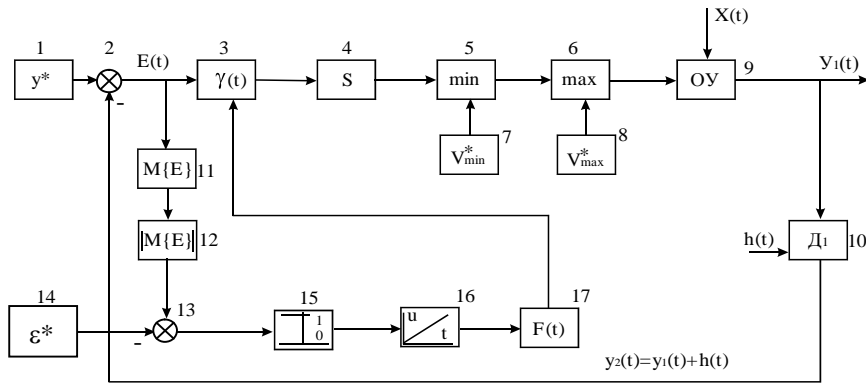 X(t)
1
2
3
4
5
6
E(t)
9
У₁(t)
y*
-
γ(t)
S
min
max
ОУ
7
8
V*min
V*max
M{E}
11
|M{E}|
12
h(t)
Д₁
10
14
13
15
16
17
ε*
-
1
0
u
t
F(t)
y₂(t)=y₁(t)+h(t)